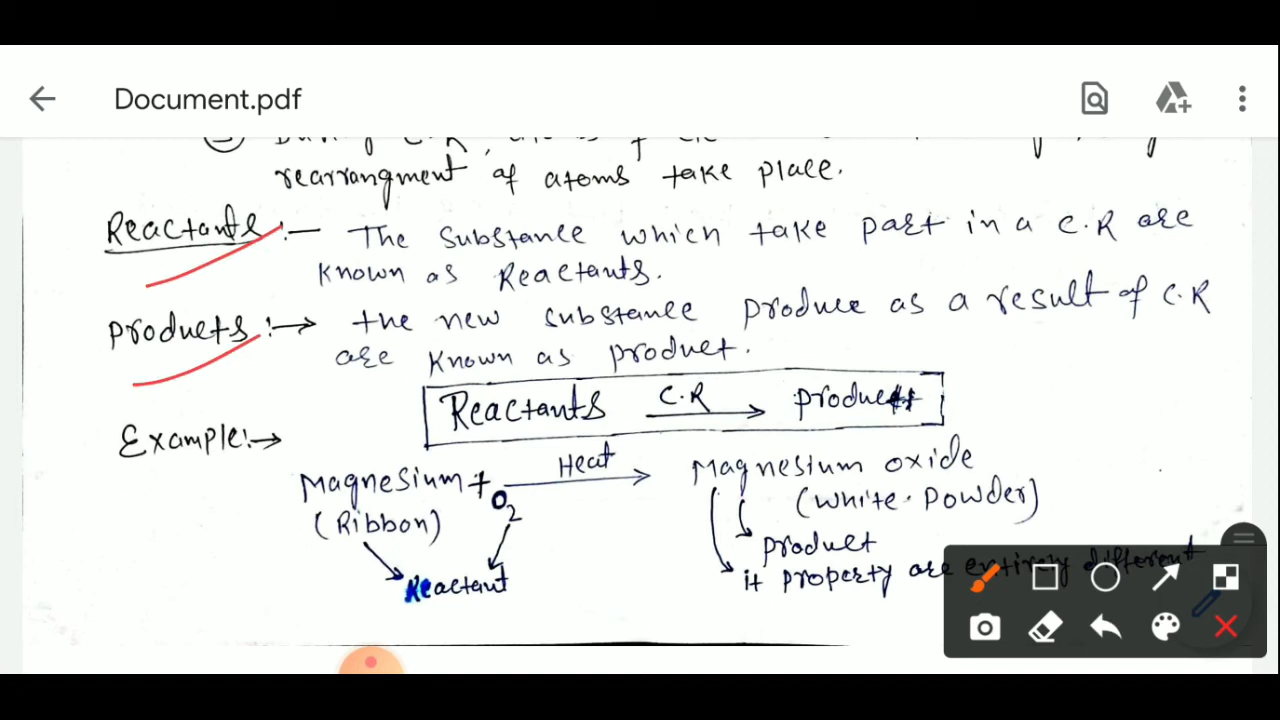 Document.pdf
During C.R,
rearrangment of atoms take place.
Reactants :— The substance which take part in a C.R are
known as Reactants.
products :→ the new substance produce as a result of C.R
are known as product.
Reactants C.R → product
Example:→
Magnesium + O2 Heat → Magnesium oxide
(Ribbon) (white. Powder)
product
Reactant it property are entirely different